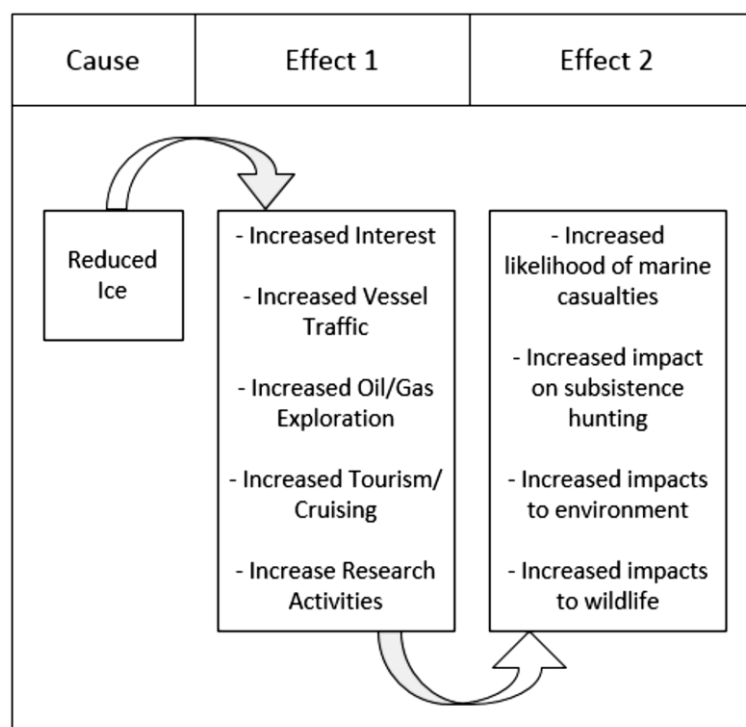 Cause
Effect 1
Effect 2
Reduced
Ice
- Increased Interest
- Increased Vessel
Traffic
- Increased Oil/Gas
Exploration
- Increased Tourism/
Cruising
- Increase Research
Activities
- Increased
likelihood of marine
casualties
- Increased impact
on subsistence
hunting
- Increased impacts
to environment
- Increased impacts
to wildlife